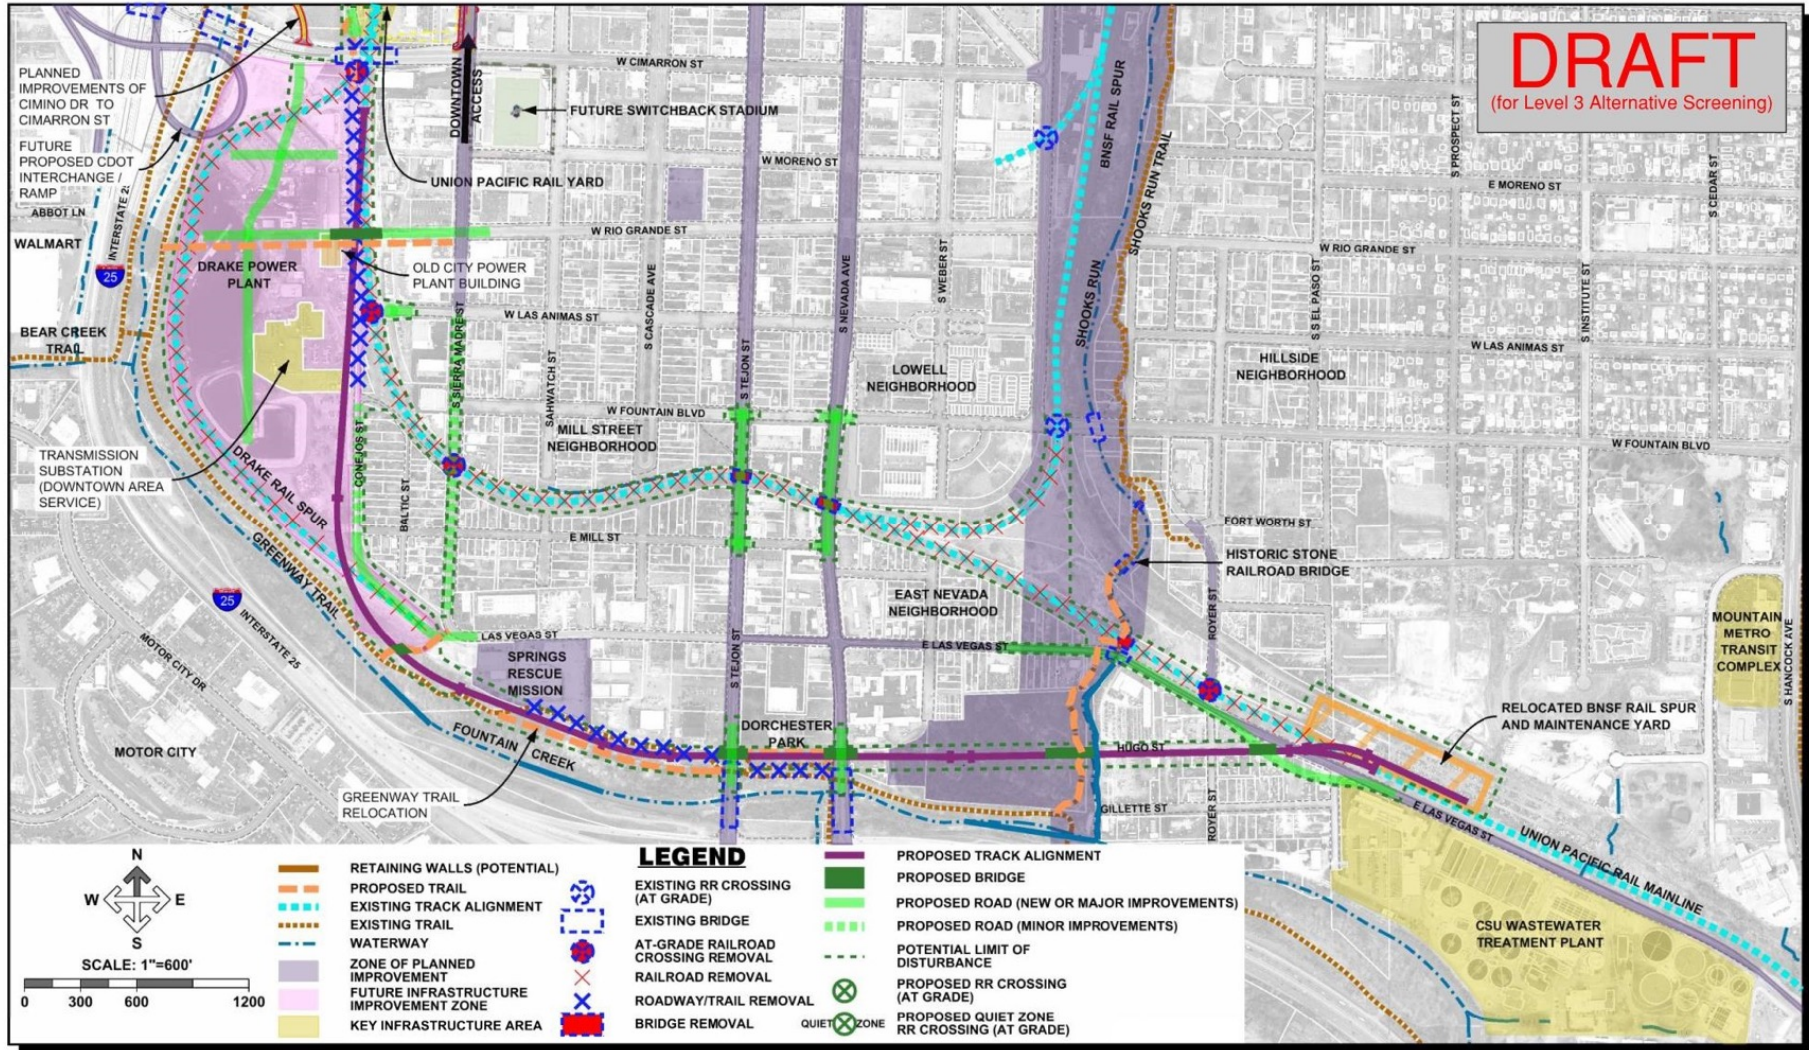 DRAFT
(for Level 3 Alternative Screening)
PLANNED
IMPROVEMENTS OF
CIMINO DR TO
CIMARRON ST
FUTURE
PROPOSED CDOT
INTERCHANGE /
RAMP
ABBOT LN
WALMART
INTERSTATE 25
25
BEAR CREEK
TRAIL
DOWNTOWN
ACCESS
W CIMARRON ST
FUTURE SWITCHBACK STADIUM
W MORENO ST
UNION PACIFIC RAIL YARD
W RIO GRANDE ST
DRAKE POWER
PLANT
OLD CITY POWER
PLANT BUILDING
W LAS ANIMAS ST
S SIERRA MADRE ST
SAHWATCH ST
S CASCADE AVE
S TEJON ST
S NEVADA AVE
S WEBER ST
BNSF RAIL SPUR
SHOOKS RUN TRAIL
SHOOKS RUN
S PROSPECT ST
E MORENO ST
S CEDAR ST
W RIO GRANDE ST
S S EL PASO ST
S INSTITUTE ST
W LAS ANIMAS ST
HILLSIDE
NEIGHBORHOOD
LOWELL
NEIGHBORHOOD
W FOUNTAIN BLVD
MILL STREET
NEIGHBORHOOD
W FOUNTAIN BLVD
TRANSMISSION
SUBSTATION
(DOWNTOWN AREA
SERVICE)
DRAKE RAIL SPUR
CONEJOS ST
BALTIC ST
E MILL ST
FORT WORTH ST
HISTORIC STONE
RAILROAD BRIDGE
GREENWAY TRAIL
25
INTERSTATE 25
MOTOR CITY DR
MOTOR CITY
EAST NEVADA
NEIGHBORHOOD
LAS VEGAS ST
E LAS VEGAS ST
ROYER ST
MOUNTAIN
METRO
TRANSIT
COMPLEX
S HANCOCK AVE
SPRINGS
RESCUE
MISSION
S TEJON ST
DORCHESTER
PARK
FOUNTAIN CREEK
HUGO ST
RELOCATED BNSF RAIL SPUR
AND MAINTENANCE YARD
GREENWAY TRAIL
RELOCATION
GILLETTE ST
ROYER ST
E LAS VEGAS ST
UNION PACIFIC RAIL MAINLINE
CSU WASTEWATER
TREATMENT PLANT
N
W E
S
SCALE: 1"=600'
0 300 600 1200
LEGEND
RETAINING WALLS (POTENTIAL)
PROPOSED TRAIL
EXISTING TRACK ALIGNMENT
EXISTING TRAIL
WATERWAY
ZONE OF PLANNED
IMPROVEMENT
FUTURE INFRASTRUCTURE
IMPROVEMENT ZONE
KEY INFRASTRUCTURE AREA
EXISTING RR CROSSING
(AT GRADE)
EXISTING BRIDGE
AT-GRADE RAILROAD
CROSSING REMOVAL
RAILROAD REMOVAL
ROADWAY/TRAIL REMOVAL
BRIDGE REMOVAL
PROPOSED TRACK ALIGNMENT
PROPOSED BRIDGE
PROPOSED ROAD (NEW OR MAJOR IMPROVEMENTS)
PROPOSED ROAD (MINOR IMPROVEMENTS)
POTENTIAL LIMIT OF
DISTURBANCE
PROPOSED RR CROSSING
(AT GRADE)
QUIET ZONE
PROPOSED QUIET ZONE
RR CROSSING (AT GRADE)